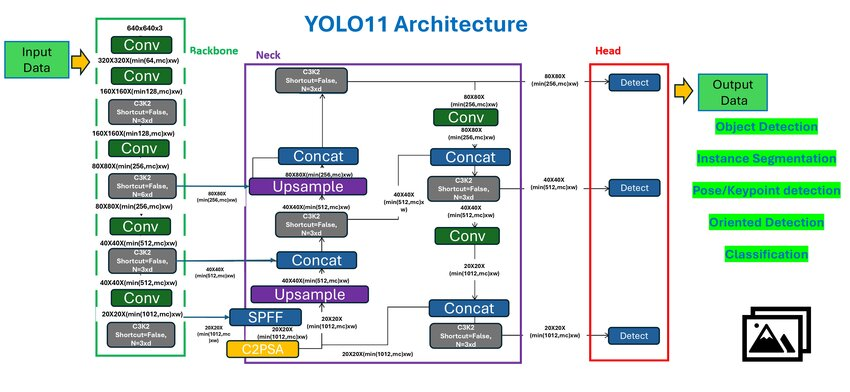 YOLO11 Architecture
Input
Data
Backbone
640x640x3
Conv
320X320X(min(64,mc)xw)
Conv
160X160X(min128,mc)xw)
C3K2
Shortcut=False,
N=3xd
160X160X(min128,mc)xw)
Conv
80X80X(min(256,mc)xw)
C3K2
Shortcut=False,
N=6xd
80X80X(min(256,mc)xw)
Conv
40X40X(min(512,mc)xw)
C3K2
Shortcut=False,
N=3xd
40X40X(min(512,mc)xw)
Conv
20X20X(min(1012,mc)xw)
C3K2
Shortcut=False,
N=3xd
Neck
C3K2
Shortcut=False,
N=3xd
Concat
80X80X(min(256,mc)xw)
Upsample
80X80X
(min(256,mc)xw)
40X40X(min(512,mc)xw)
C3K2
Shortcut=False,
N=3xd
Concat
40X40X
(min(512,mc)xw)
40X40X(min(512,mc)xw)
Upsample
SPFF
20X20X
(min(1012,mc)xw)
20X20X
(min(1012,mc
)xw)
20X20X
(min(1012,mc)xw)
C2PSA
20X20X(min(1012,mc)xw)
80X80X
(min(256,mc)xw)
Conv
80X80X
(min(256,mc)xw)
Concat
C3K2
Shortcut=False,
N=3xd
40X40X
(min(512,mc)x
w)
40X40X
(min(512,mc)xw)
Conv
20X20X
(min(1012,mc)xw)
Concat
C3K2
Shortcut=False,
N=3xd
Head
80X80X
(min(256,mc)xw)
Detect
40X40X
(min(512,mc)xw)
Detect
20X20X
(min(1012,mc)xw)
Detect
Output
Data
Object Detection
Instance Segmentation
Pose/Keypoint detection
Oriented Detection
Classification